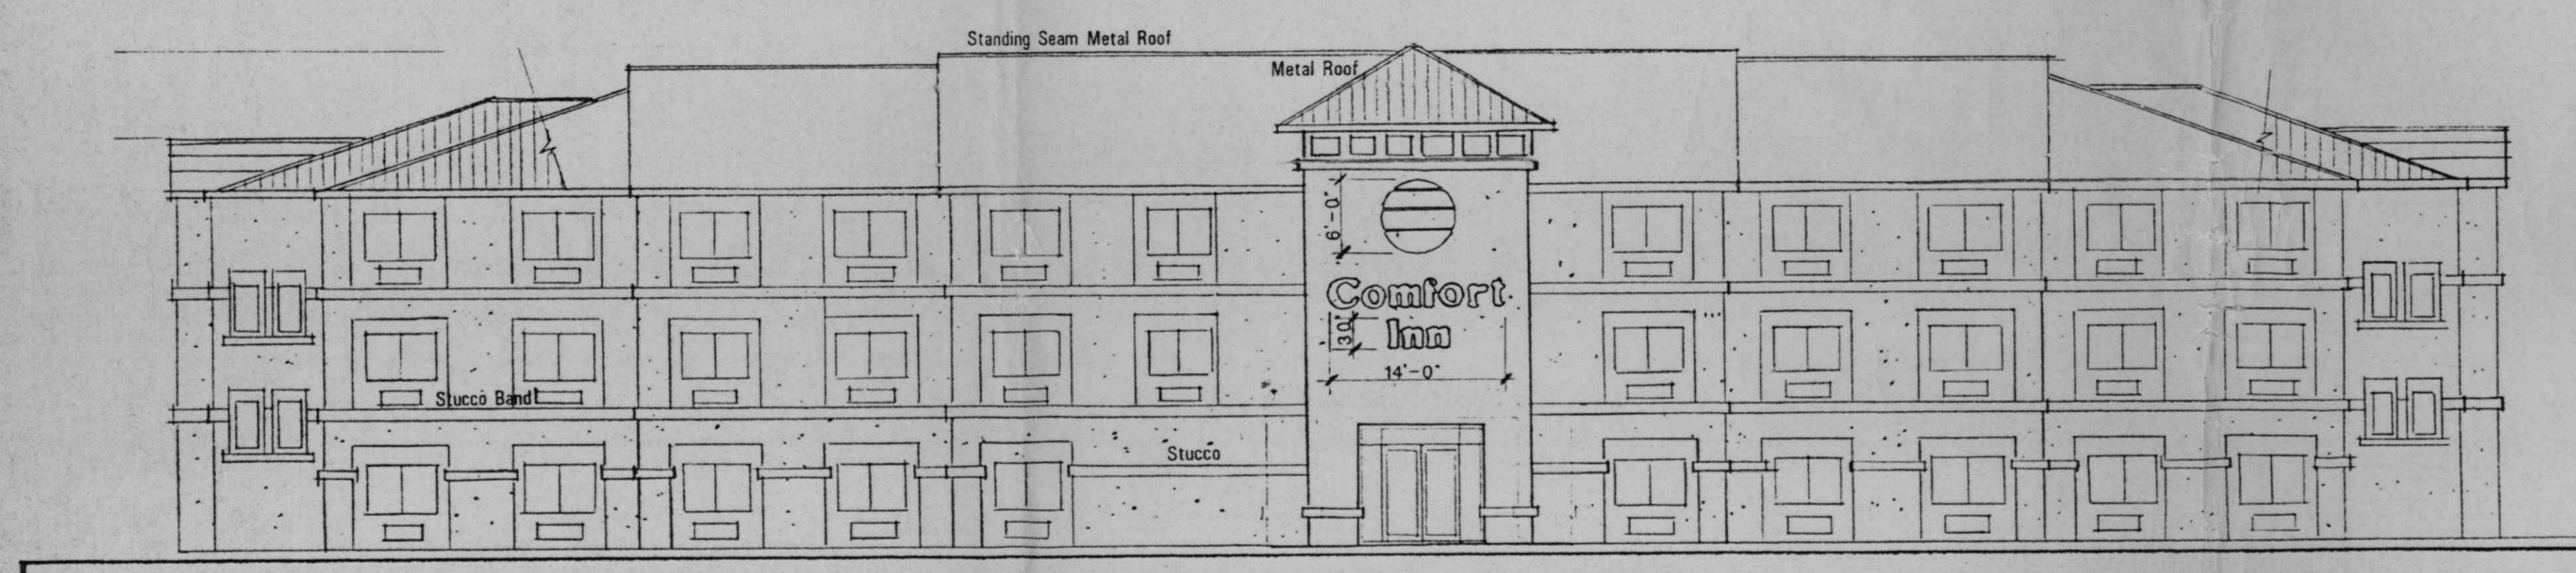 Standing Seam Metal Roof
Metal Roof
6'-0"
Comfort
Inn
3'0"
14'-0"
Stucco Band
Stucco